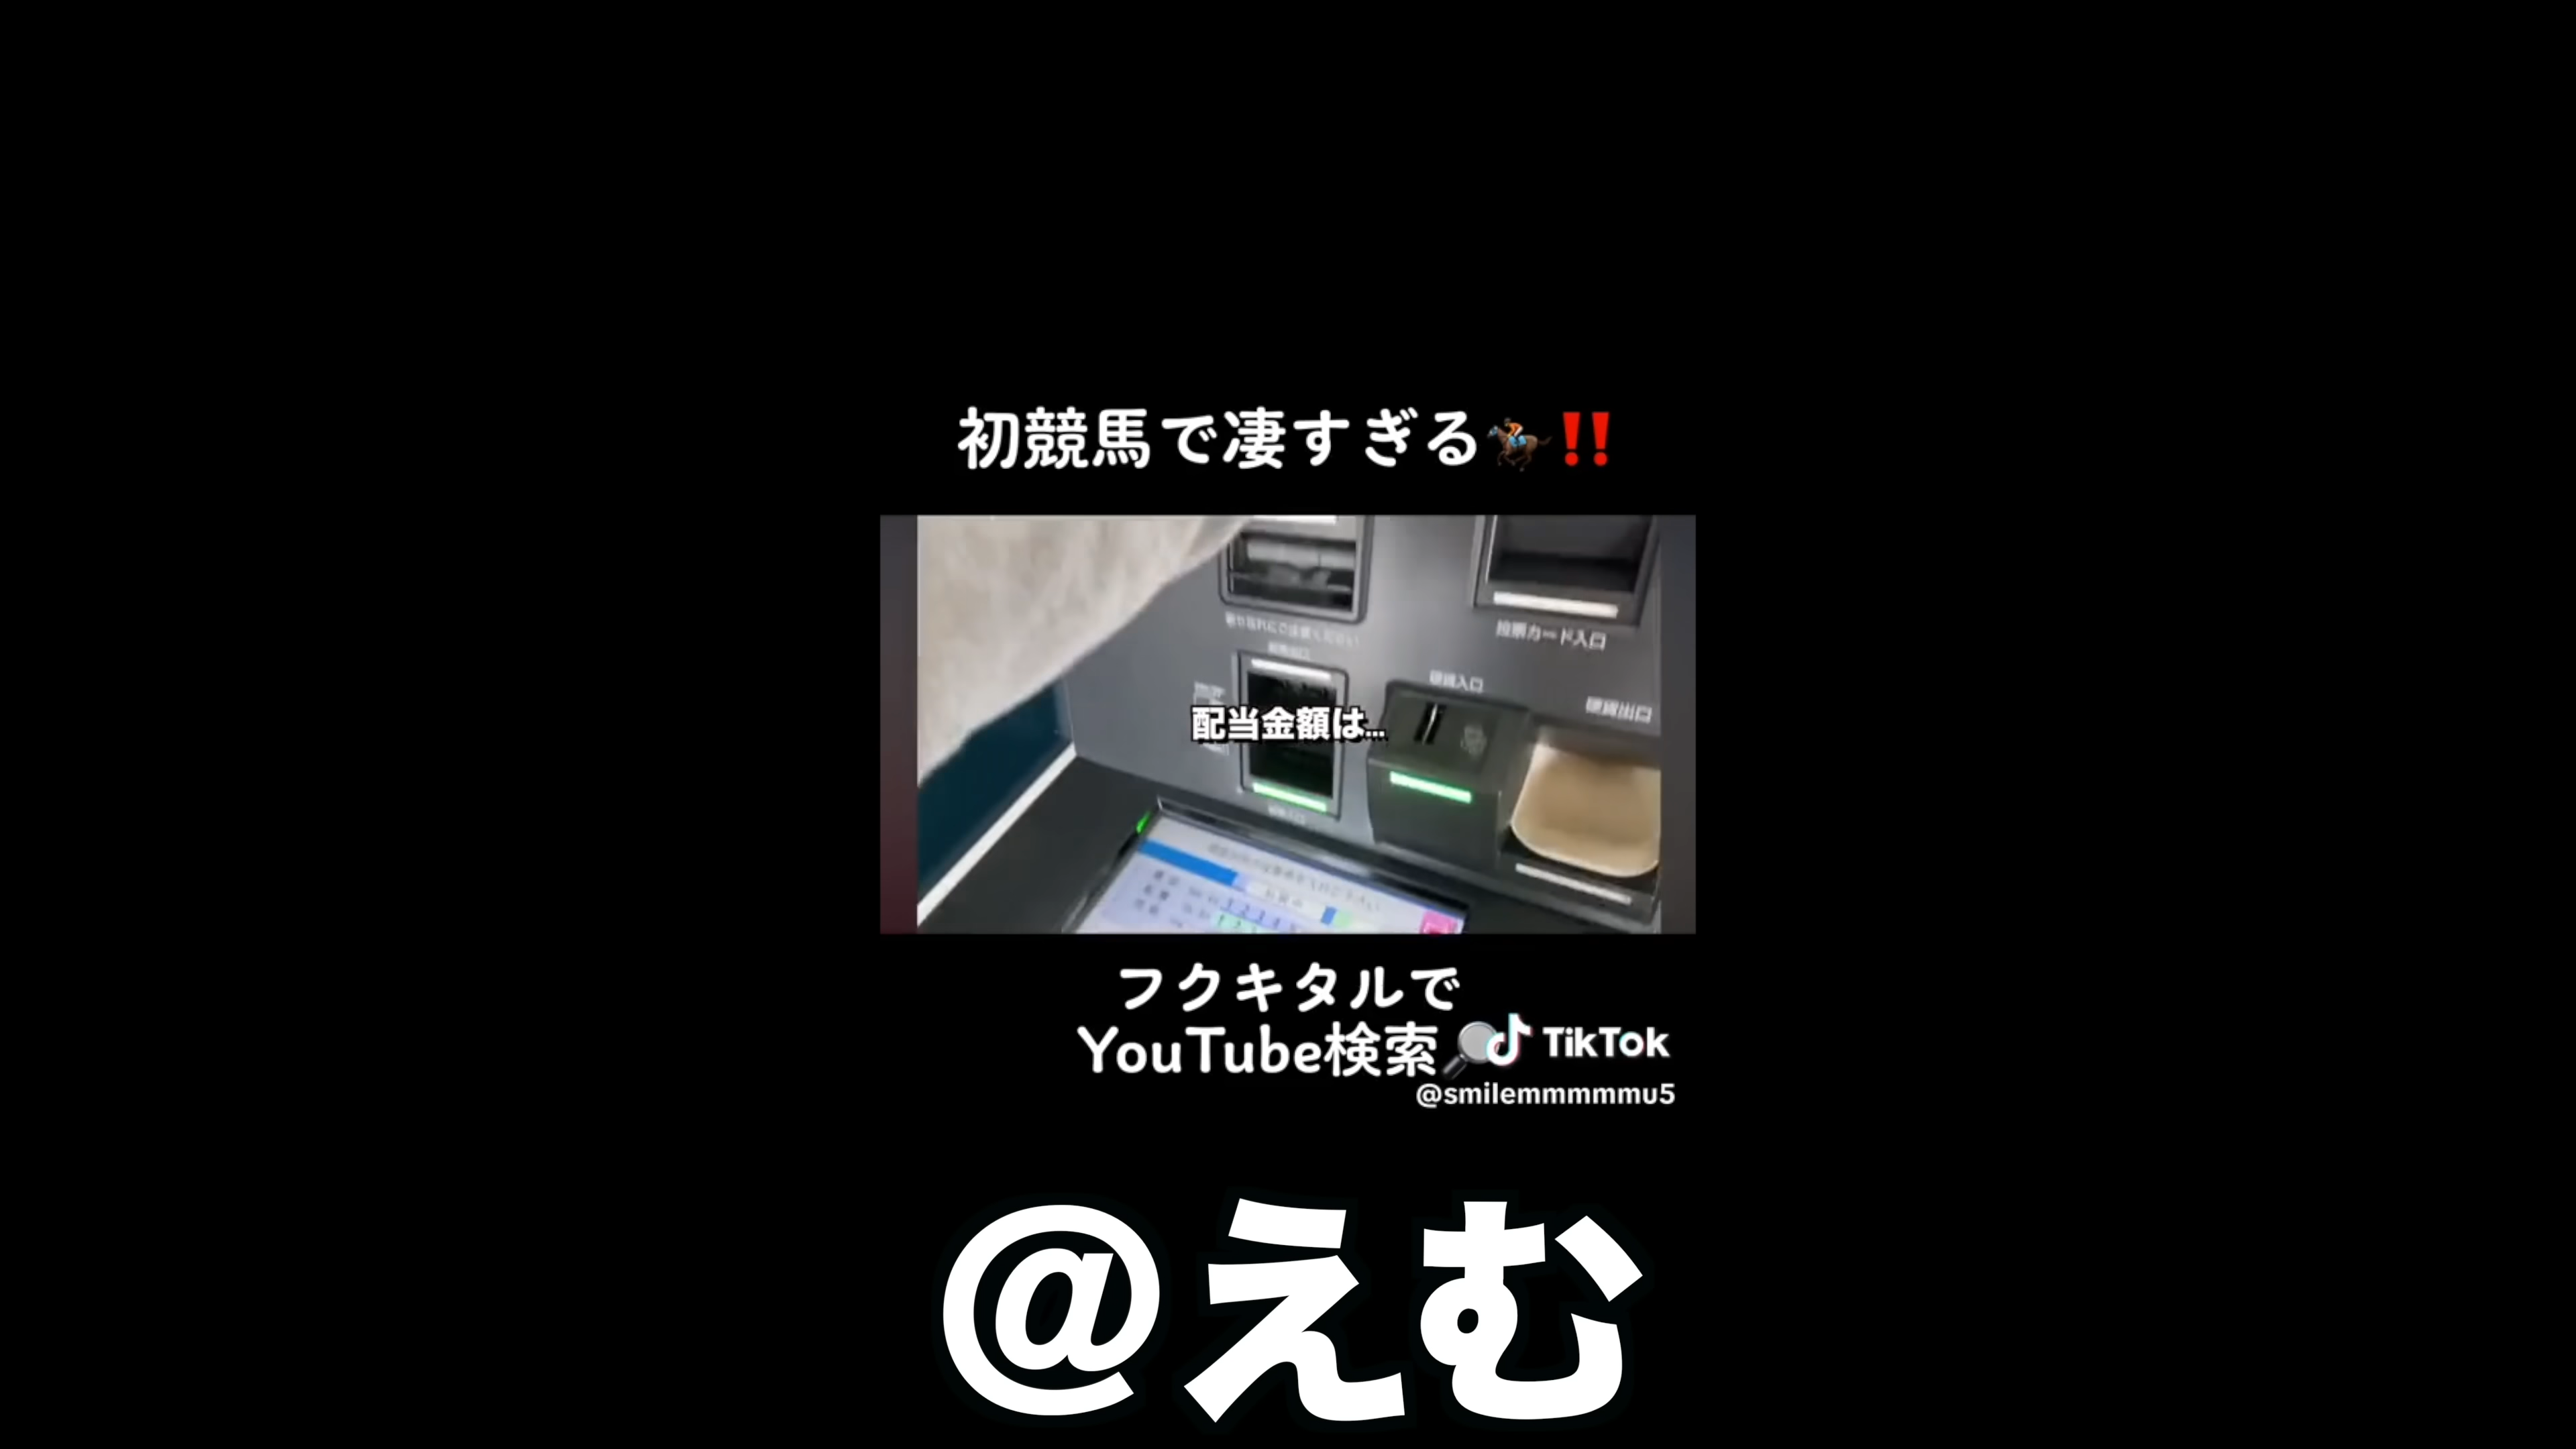 初競馬で凄すぎる🏇‼️
投票カード入口
硬貨入口
硬貨出口
配当金額は...
フクキタルで
YouTube検索🔎
TikTok
@smilemmmmmu5
@えむ